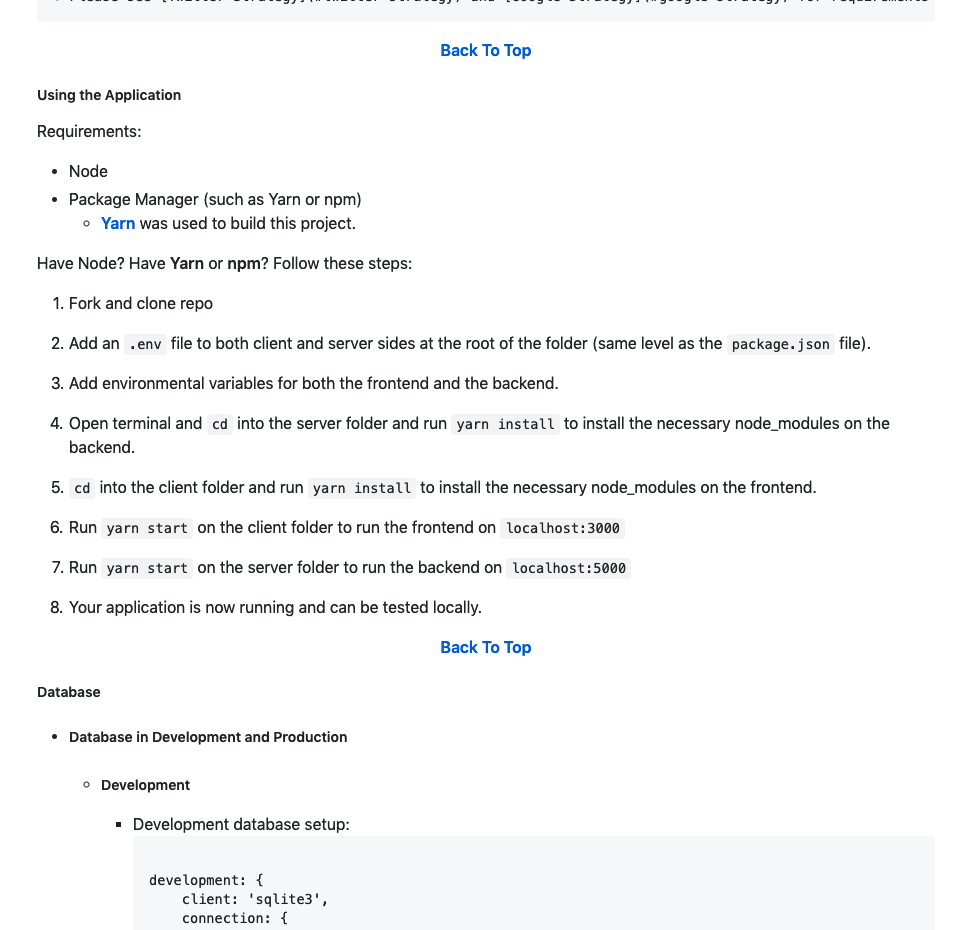 Back To Top
Using the Application
Requirements:
Node
Package Manager (such as Yarn or npm)
Yarn was used to build this project.
Have Node? Have Yarn or npm? Follow these steps:
1. Fork and clone repo
2. Add an .env file to both client and server sides at the root of the folder (same level as the package.json file).
3. Add environmental variables for both the frontend and the backend.
4. Open terminal and cd into the server folder and run yarn install to install the necessary node_modules on the
backend.
5. cd into the client folder and run yarn install to install the necessary node_modules on the frontend.
6. Run yarn start on the client folder to run the frontend on localhost:3000
7. Run yarn start on the server folder to run the backend on localhost:5000
8. Your application is now running and can be tested locally.
Back To Top
Database
Database in Development and Production
Development
Development database setup:
development: {
client: 'sqlite3',
connection: {